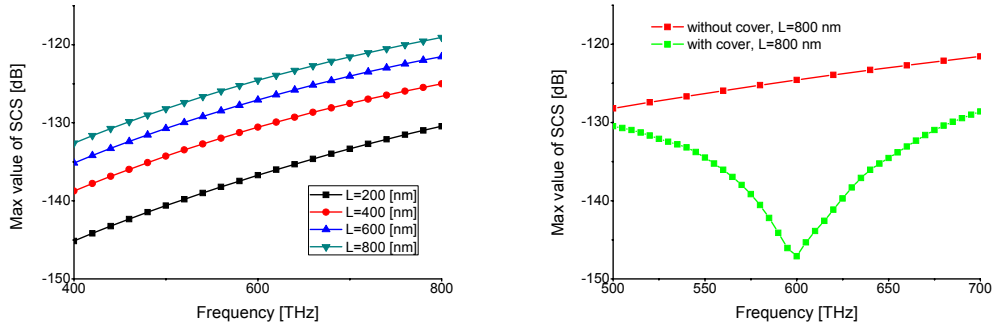 Max value of SCS [dB]
-120
-130
-140
-150
400
500
600
700
800
Frequency [THz]
L=200 [nm]
L=400 [nm]
L=600 [nm]
L=800 [nm]
Max value of SCS [dB]
-120
-130
-140
-150
500
550
600
650
700
Frequency [THz]
without cover, L=800 nm
with cover, L=800 nm